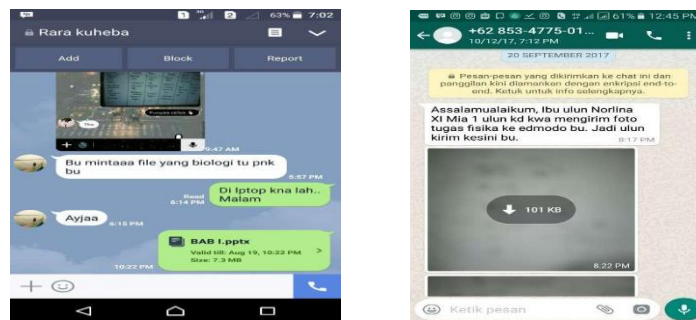 63% 7:02
Rara kuheba
Add Block Report
9:47 AM
Bu mintaaa file yang biologi tu pnk
bu
5:57 PM
Di lptop kna lah..
Malam
Read
6:14 PM
Ayjaa
6:15 PM
BAB I.pptx
Valid till: Aug 19, 10:22 PM
Size: 7.3 MB
10:22 PM
61% 12:45 PM
+62 853-4775-01...
10/12/17, 7:12 PM
20 SEPTEMBER 2017
Pesan-pesan yang dikirimkan ke chat ini dan
panggilan kini diamankan dengan enkripsi end-to-
end. Ketuk untuk info selengkapnya.
Assalamualaikum, Ibu ulun Norlina
XI Mia 1 ulun kd kwa mengirim foto
tugas fisika ke edmodo bu. Jadi ulun
kirim kesini bu.
8:17 PM
101 KB
8:22 PM
Ketik pesan